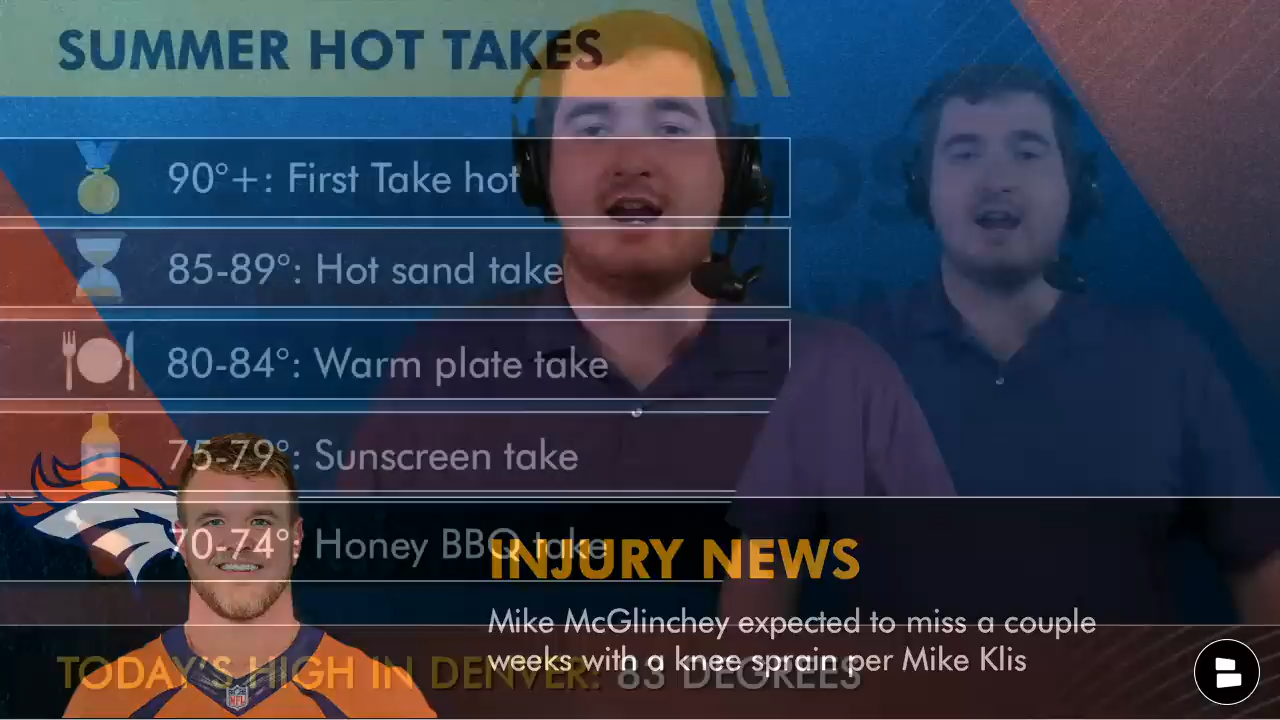 SUMMER HOT TAKES
90°+: First Take hot
85-89°: Hot sand take
80-84°: Warm plate take
75-79°: Sunscreen take
70-74°: Honey BBQ take
INJURY NEWS
Mike McGlinchey expected to miss a couple
weeks with a knee sprain per Mike Klis
TODAY'S HIGH IN DENVER: 83 DEGREES
NFL